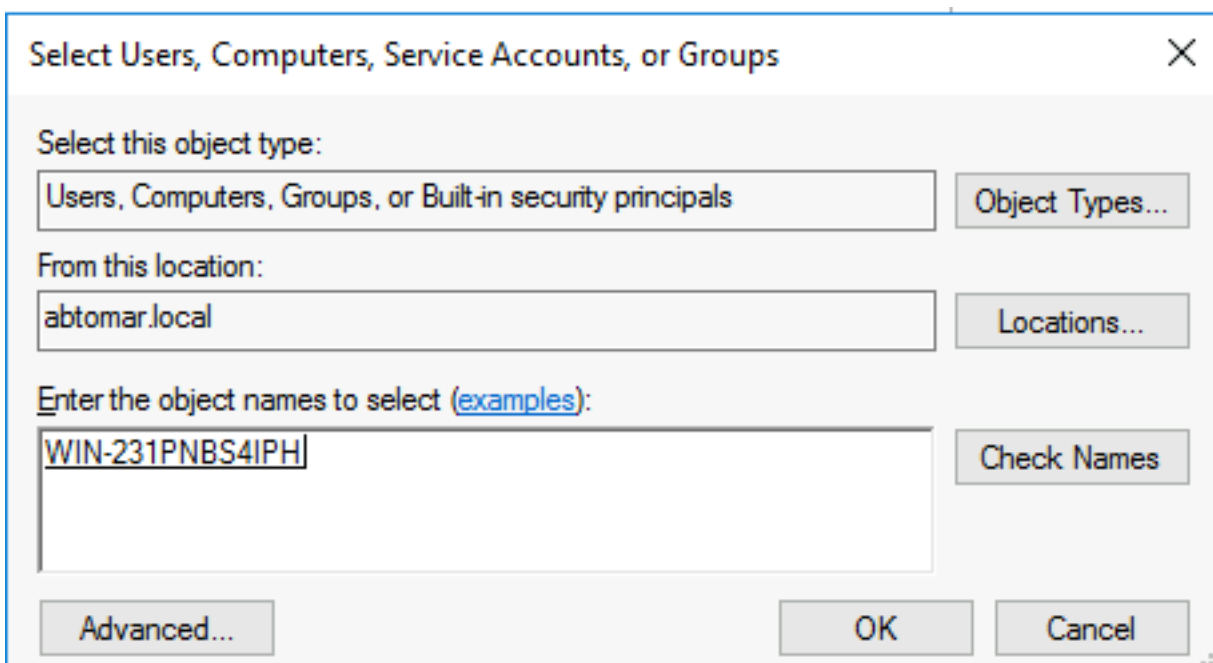 Select Users, Computers, Service Accounts, or Groups
Select this object type:
Users, Computers, Groups, or Built-in security principals
Object Types...
From this location:
abtomar.local
Locations...
Enter the object names to select (examples):
WIN-231PNBS4IPH
Check Names
Advanced...
OK
Cancel